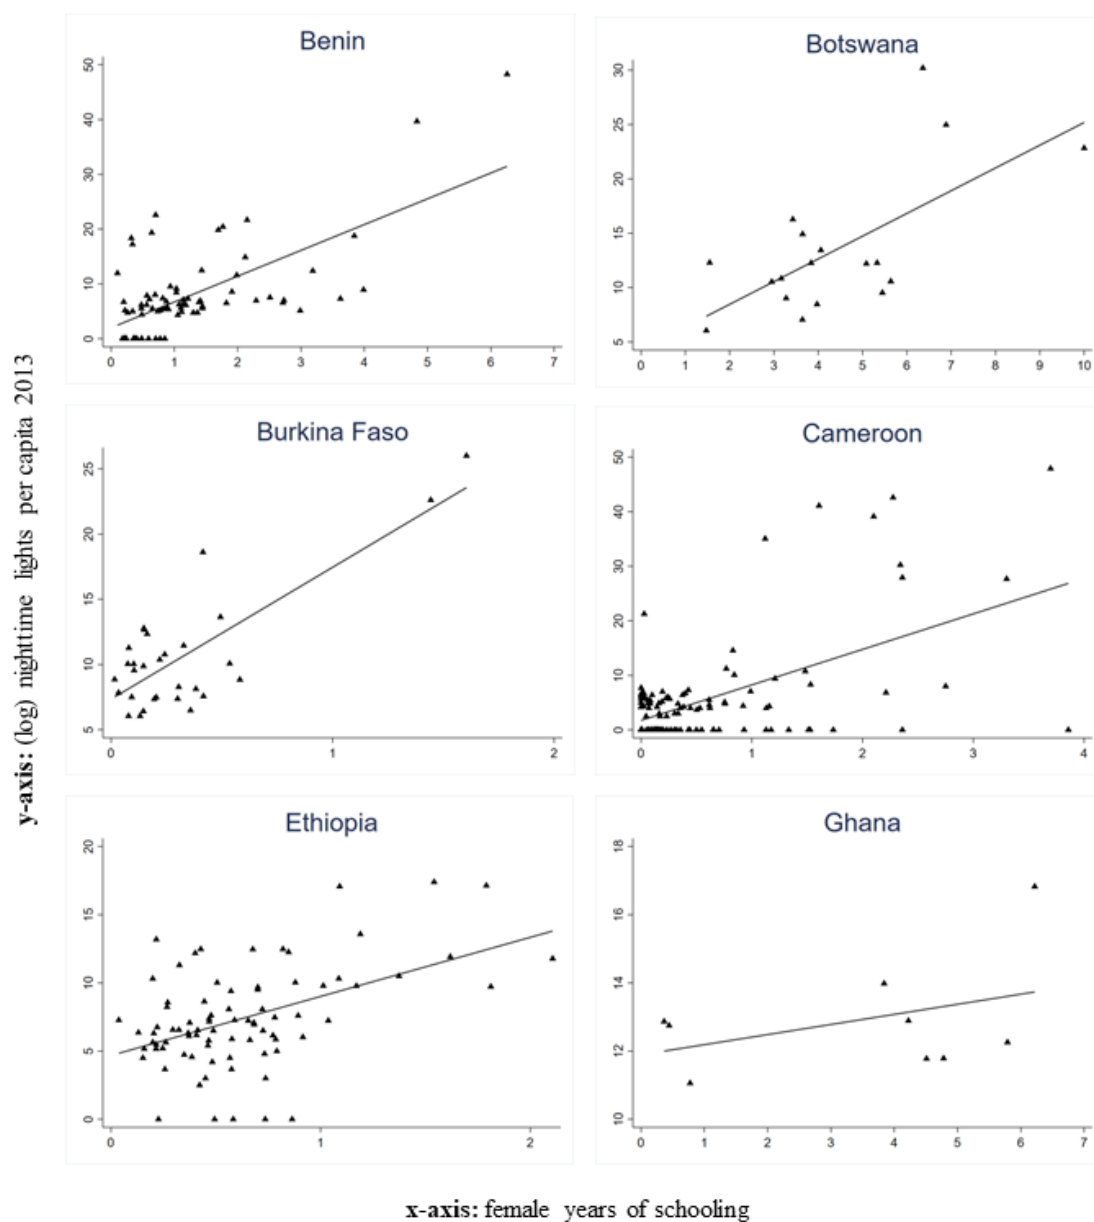 Benin
50
40
30
20
10
0
0 1 2 3 4 5 6 7
Botswana
30
25
20
15
10
5
0 1 2 3 4 5 6 7 8 9 10
Burkina Faso
25
20
15
10
5
0 1 2
Cameroon
50
40
30
20
10
0
0 1 2 3 4
Ethiopia
20
15
10
5
0
0 1 2
Ghana
18
16
14
12
10
0 1 2 3 4 5 6 7
y-axis: (log) nighttime lights per capita 2013
x-axis: female years of schooling